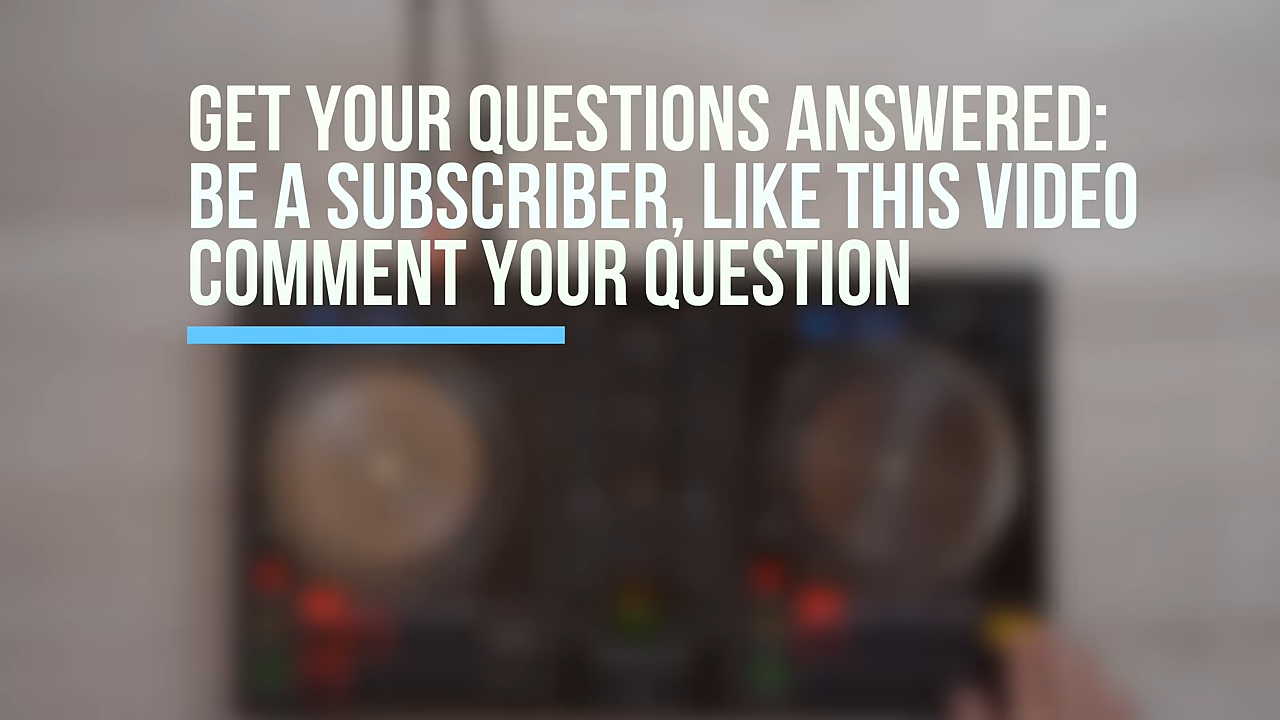 GET YOUR QUESTIONS ANSWERED:
BE A SUBSCRIBER, LIKE THIS VIDEO
COMMENT YOUR QUESTION